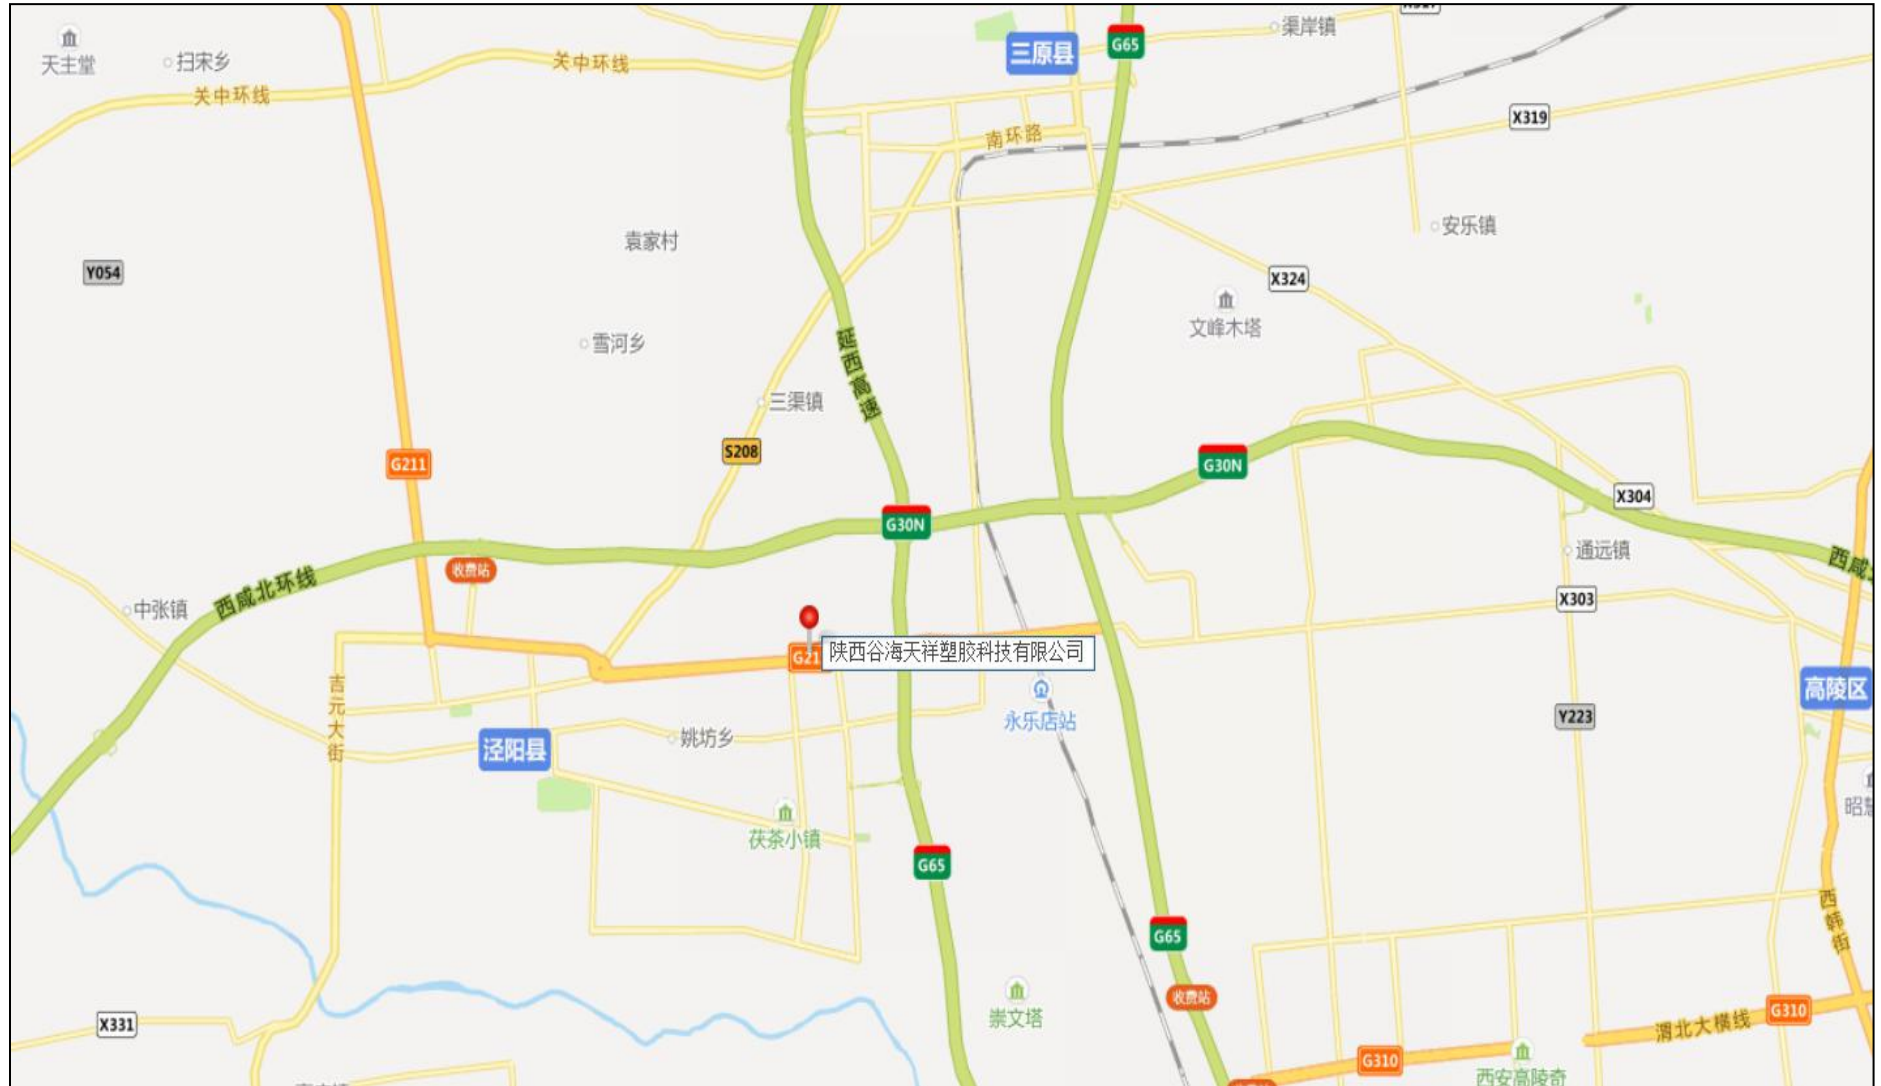 三原县
G65
渠岸镇
天主堂
扫宋乡
关中环线
关中环线
X319
南环路
安乐镇
袁家村
Y054
X324
文峰木塔
雪河乡
延西高速
三渠镇
S208
G211
G30N
G30N
X304
收费站
通远镇
西咸北环线
中张镇
X303
陕西谷海天祥塑胶科技有限公司
吉元大街
永乐店站
高陵区
Y223
姚坊乡
泾阳县
茯茶小镇
G65
G65
西韩街
收费站
崇文塔
G310
X331
渭北大横线
G310
西安高陵奇